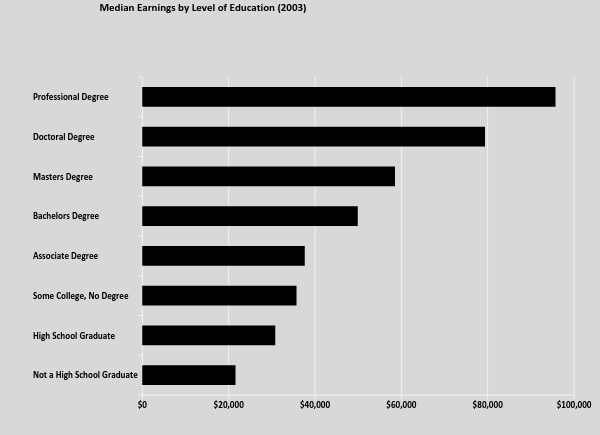 Median Earnings by Level of Education (2003)
Professional Degree
Doctoral Degree
Masters Degree
Bachelors Degree
Associate Degree
Some College, No Degree
High School Graduate
Not a High School Graduate
$0 $20,000 $40,000 $60,000 $80,000 $100,000